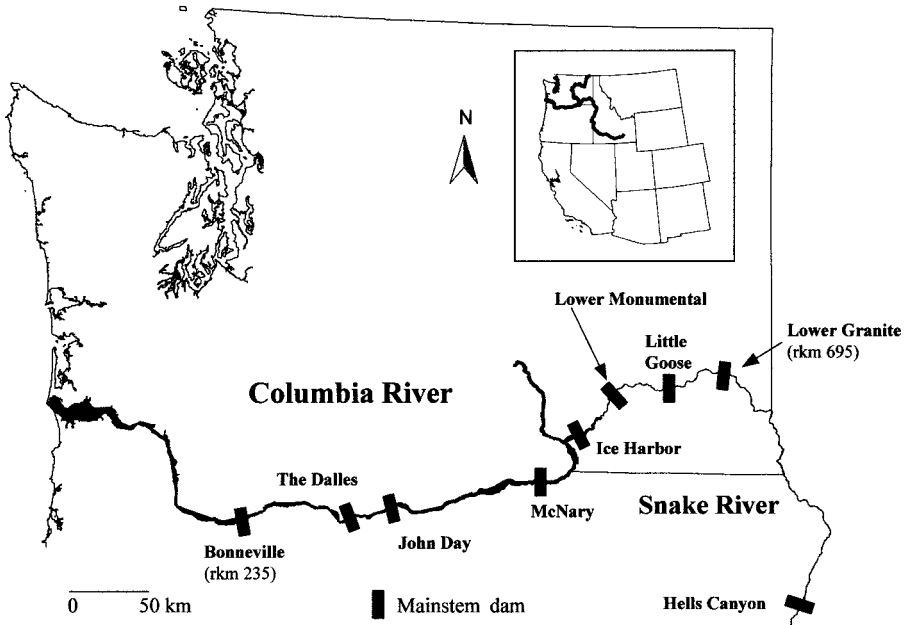 N
Lower Monumental
Little
Goose
Lower Granite
(rkm 695)
Columbia River
Ice Harbor
The Dalles
McNary
Snake River
John Day
Bonneville
(rkm 235)
Hells Canyon
0 50 km
Mainstem dam